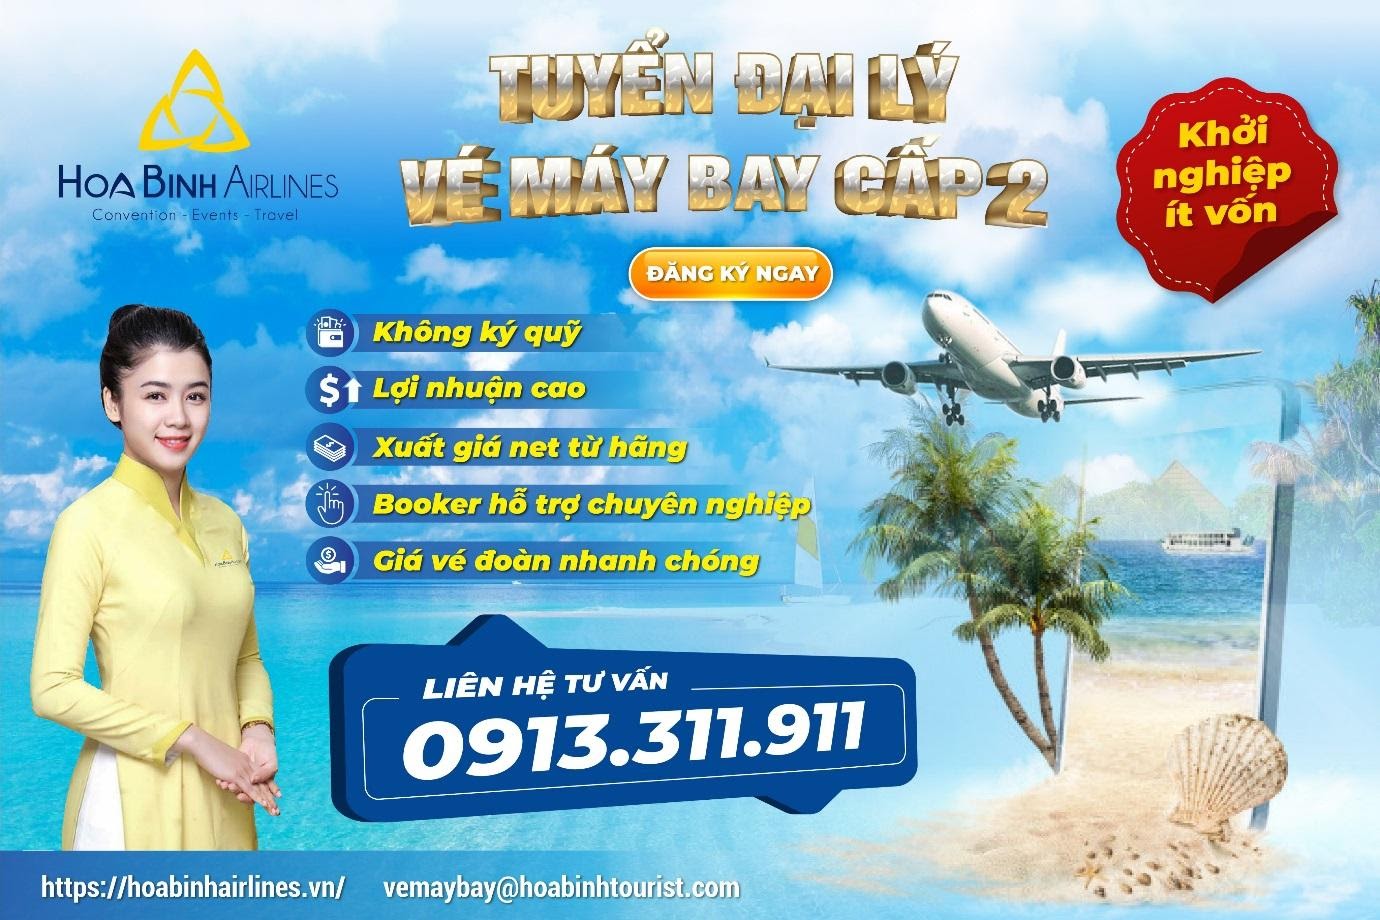 HOA BINH AIRLINES
Convention - Events - Travel
TUYỂN ĐẠI LÝ
VÉ MÁY BAY CẤP 2
Khởi
nghiệp
ít vốn
ĐĂNG KÝ NGAY
Không ký quỹ
Lợi nhuận cao
Xuất giá net từ hãng
Booker hỗ trợ chuyên nghiệp
Giá vé đoàn nhanh chóng
LIÊN HỆ TƯ VẤN
0913.311.911
https://hoabinhairlines.vn/
vemaybay@hoabinhtourist.com